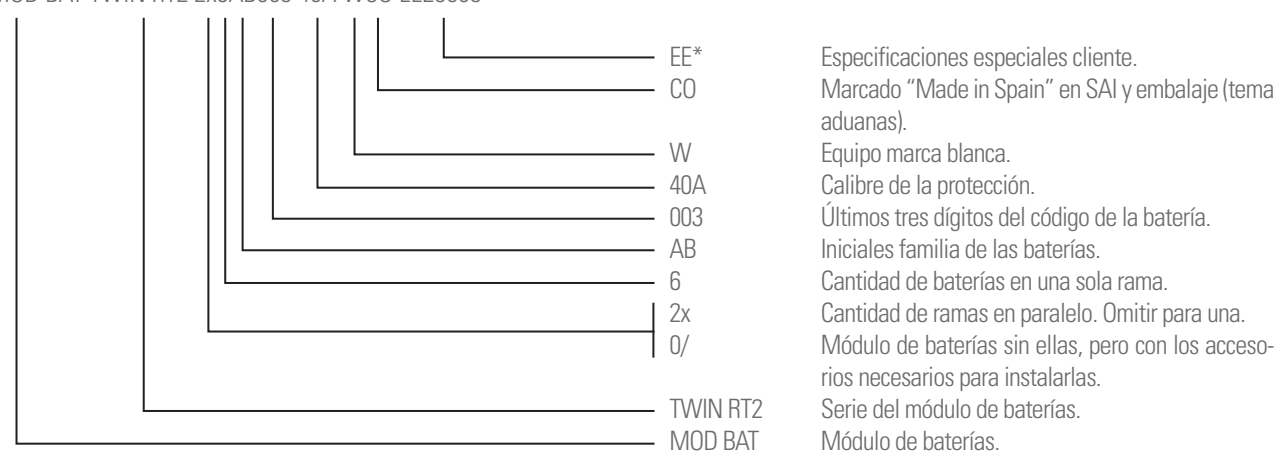 EE* Especificaciones especiales cliente.
CO Marcado “Made in Spain” en SAI y embalaje (tema
aduanas).
W Equipo marca blanca.
40A Calibre de la protección.
003 Últimos tres dígitos del código de la batería.
AB Iniciales familia de las baterías.
6 Cantidad de baterías en una sola rama.
2x Cantidad de ramas en paralelo. Omitir para una.
0/ Módulo de baterías sin ellas, pero con los acceso-
rios necesarios para instalarlas.
TWIN RT2 Serie del módulo de baterías.
MOD BAT Módulo de baterías.